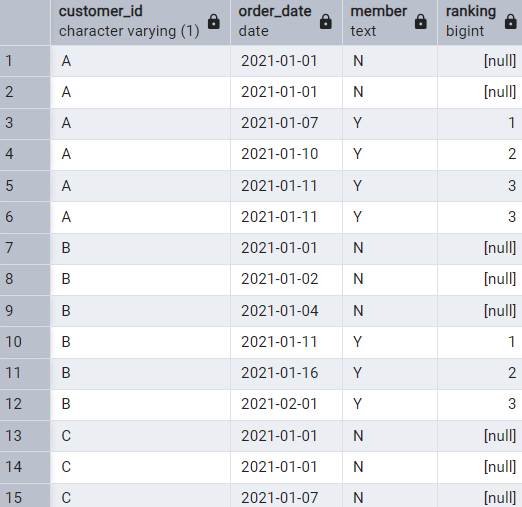 customer_id order_date member ranking
character varying (1) date text bigint
1 A 2021-01-01 N [null]
2 A 2021-01-01 N [null]
3 A 2021-01-07 Y 1
4 A 2021-01-10 Y 2
5 A 2021-01-11 Y 3
6 A 2021-01-11 Y 3
7 B 2021-01-01 N [null]
8 B 2021-01-02 N [null]
9 B 2021-01-04 N [null]
10 B 2021-01-11 Y 1
11 B 2021-01-16 Y 2
12 B 2021-02-01 Y 3
13 C 2021-01-01 N [null]
14 C 2021-01-01 N [null]
15 C 2021-01-07 N [null]